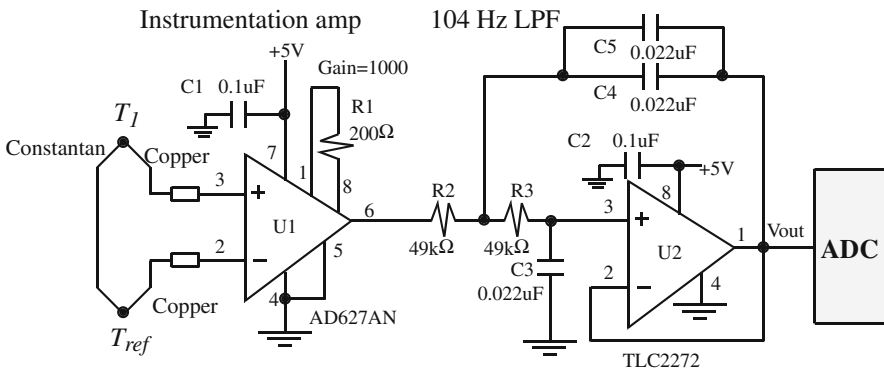 Instrumentation amp
104 Hz LPF
+5V
C1
0.1uF
Gain=1000
R1
200Ω
C5
0.022uF
C4
0.022uF
T1
Constantan
Copper
7
1
8
3
+
U1
6
2
−
5
4
Copper
Tref
AD627AN
R2
49kΩ
R3
49kΩ
C3
0.022uF
C2
0.1uF
+5V
8
3
+
U2
1
Vout
2
−
4
TLC2272
ADC